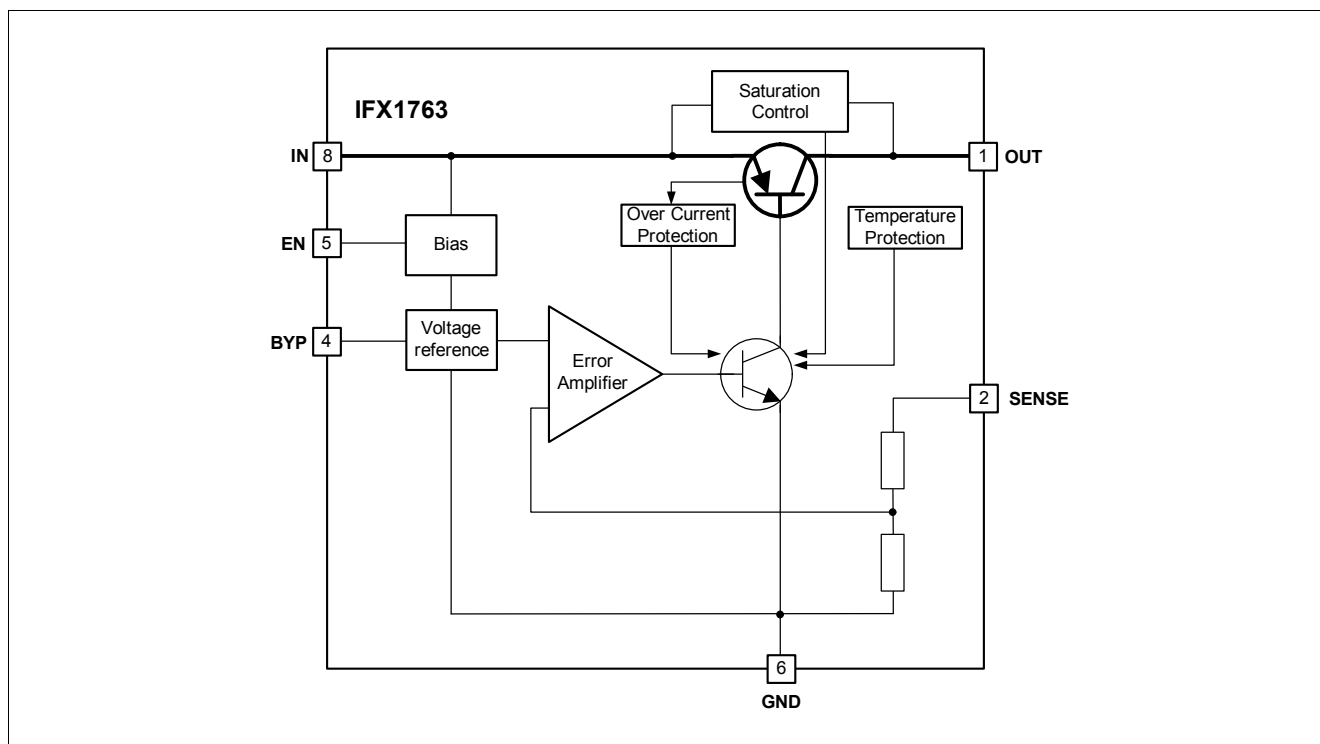 IFX1763
Saturation
Control
IN
8
1
OUT
Over Current
Protection
Temperature
Protection
EN
5
Bias
BYP
4
Voltage
reference
Error
Amplifier
2
SENSE
6
GND